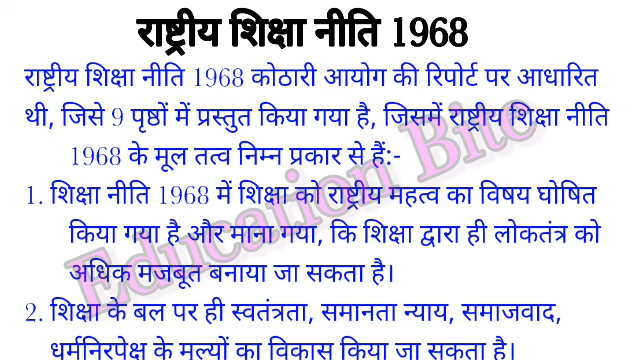 राष्ट्रीय शिक्षा नीति 1968
राष्ट्रीय शिक्षा नीति 1968 कोठारी आयोग की रिपोर्ट पर आधारित
थी, जिसे 9 पृष्ठों में प्रस्तुत किया गया है, जिसमें राष्ट्रीय शिक्षा नीति
1968 के मूल तत्व निम्न प्रकार से हैं:-
1. शिक्षा नीति 1968 में शिक्षा को राष्ट्रीय महत्व का विषय घोषित
किया गया है और माना गया, कि शिक्षा द्वारा ही लोकतंत्र को
अधिक मजबूत बनाया जा सकता है।
2. शिक्षा के बल पर ही स्वतंत्रता, समानता न्याय, समाजवाद,
धर्मनिरपेक्ष के मूल्यों का विकास किया जा सकता है।
Education Bito